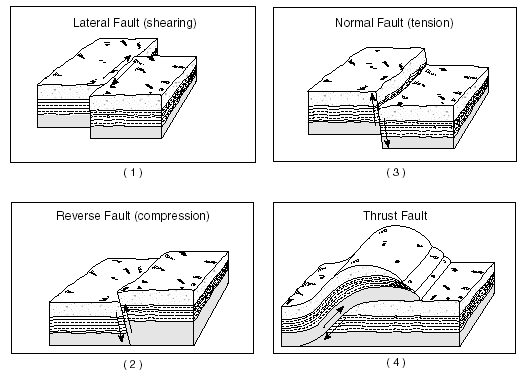 Lateral Fault (shearing)
( 1 )
Normal Fault (tension)
( 3 )
Reverse Fault (compression)
( 2 )
Thrust Fault
( 4 )